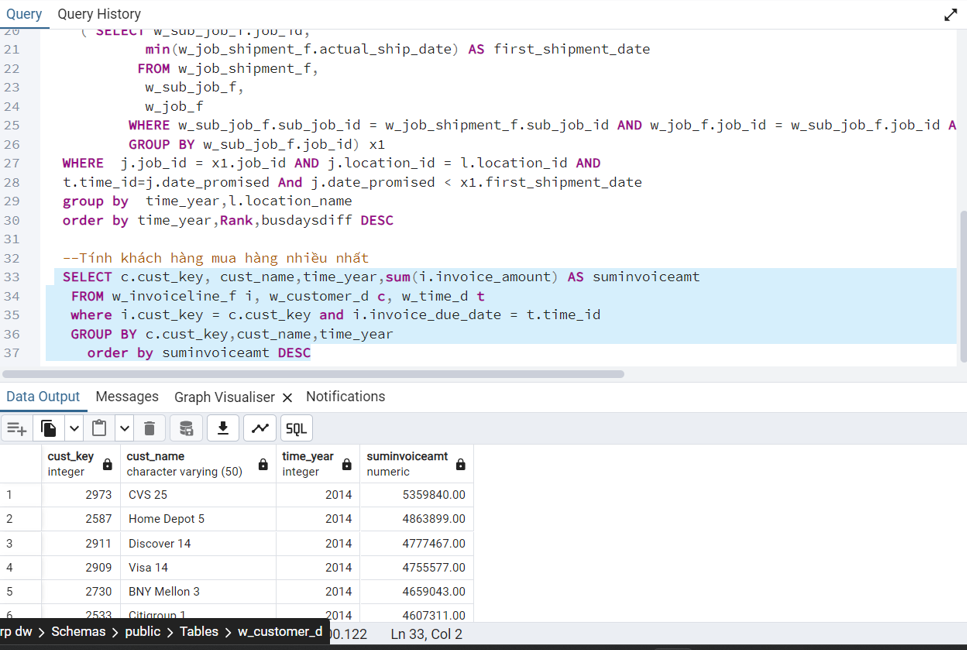 Query Query History
20 ( SELECT w_sub_job_f.job_id,
21 min(w_job_shipment_f.actual_ship_date) AS first_shipment_date
22 FROM w_job_shipment_f,
23 w_sub_job_f,
24 w_job_f
25 WHERE w_sub_job_f.sub_job_id = w_job_shipment_f.sub_job_id AND w_job_f.job_id = w_sub_job_f.job_id A
26 GROUP BY w_sub_job_f.job_id) x1
27 WHERE j.job_id = x1.job_id AND j.location_id = l.location_id AND
28 t.time_id=j.date_promised And j.date_promised < x1.first_shipment_date
29 group by time_year,l.location_name
30 order by time_year,Rank,busdaysdiff DESC
31
32 --Tính khách hàng mua hàng nhiều nhất
33 SELECT c.cust_key, cust_name,time_year,sum(i.invoice_amount) AS suminvoiceamt
34 FROM w_invoiceline_f i, w_customer_d c, w_time_d t
35 where i.cust_key = c.cust_key and i.invoice_due_date = t.time_id
36 GROUP BY c.cust_key,cust_name,time_year
37 order by suminvoiceamt DESC
Data Output Messages Graph Visualiser × Notifications
SQL
cust_key cust_name time_year suminvoiceamt
integer character varying (50) integer numeric
1 2973 CVS 25 2014 5359840.00
2 2587 Home Depot 5 2014 4863899.00
3 2911 Discover 14 2014 4777467.00
4 2909 Visa 14 2014 4755577.00
5 2730 BNY Mellon 3 2014 4659043.00
6 2533 Citigroup 1 2014 4607311.00
rp dw > Schemas > public > Tables > w_customer_d 00.122 Ln 33, Col 2